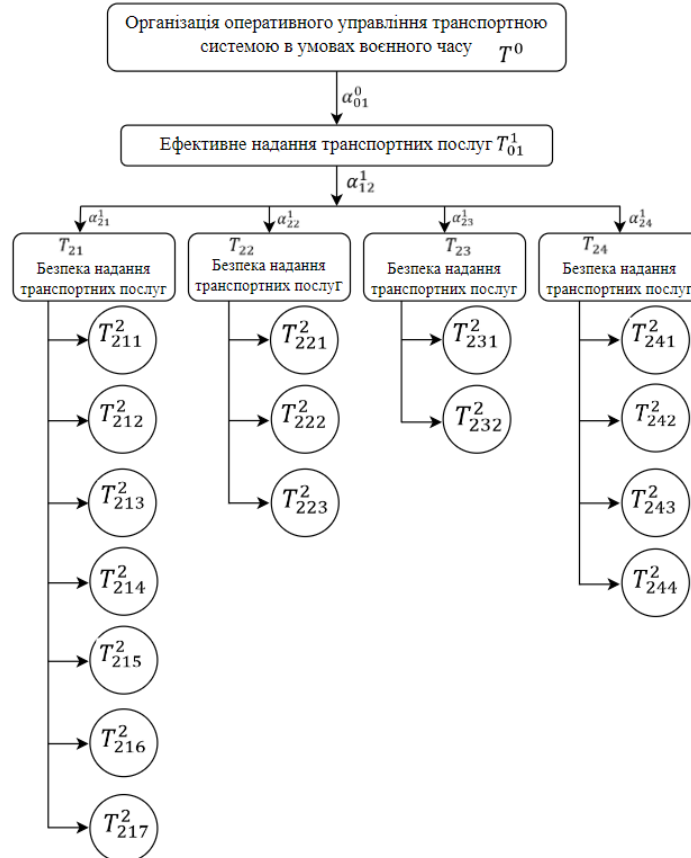 Організація оперативного управління транспортною
системою в умовах воєнного часу T⁰
α⁰₀₁
Ефективне надання транспортних послуг T¹₀₁
α¹₁₂
α¹₂₁ α¹₂₂ α¹₂₃ α¹₂₄
T₂₁
Безпека надання
транспортних послуг
T₂₂
Безпека надання
транспортних послуг
T₂₃
Безпека надання
транспортних послуг
T₂₄
Безпека надання
транспортних послуг
T²₂₁₁
T²₂₁₂
T²₂₁₃
T²₂₁₄
T²₂₁₅
T²₂₁₆
T²₂₁₇
T²₂₂₁
T²₂₂₂
T²₂₂₃
T²₂₃₁
T²₂₃₂
T²₂₄₁
T²₂₄₂
T²₂₄₃
T²₂₄₄